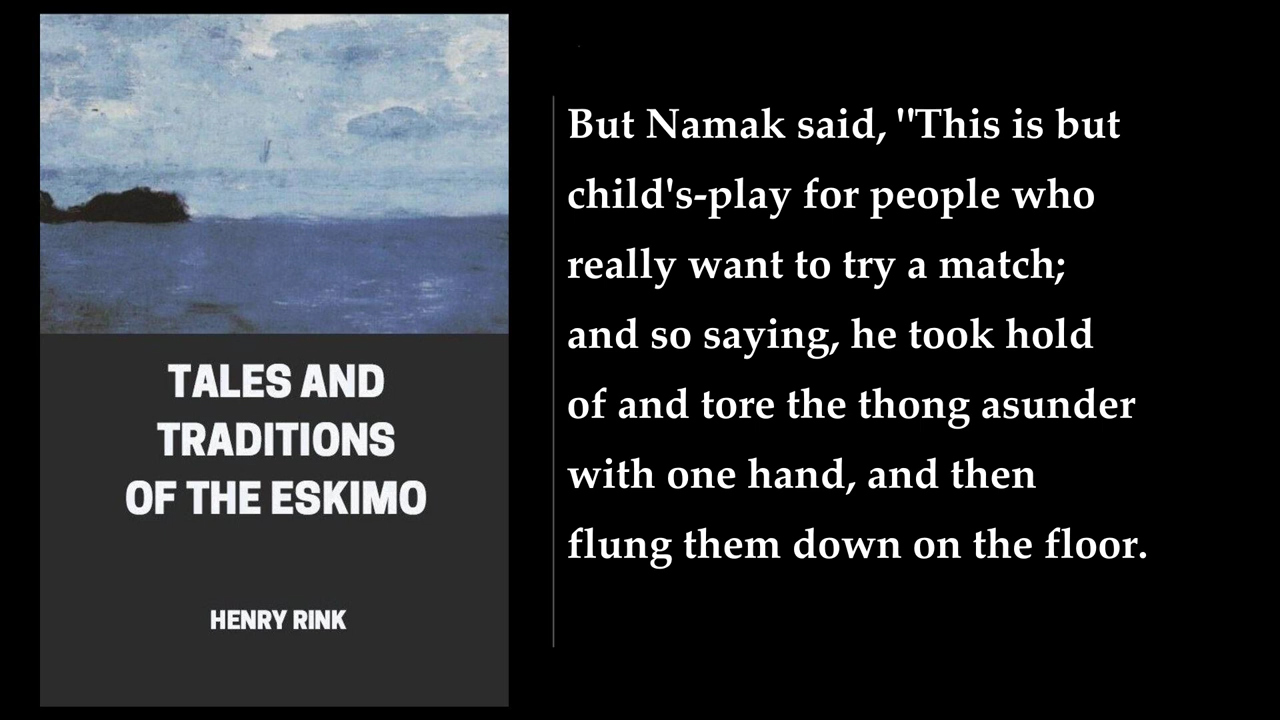 TALES AND
TRADITIONS
OF THE ESKIMO
HENRY RINK
But Namak said, "This is but
child's-play for people who
really want to try a match;
and so saying, he took hold
of and tore the thong asunder
with one hand, and then
flung them down on the floor.